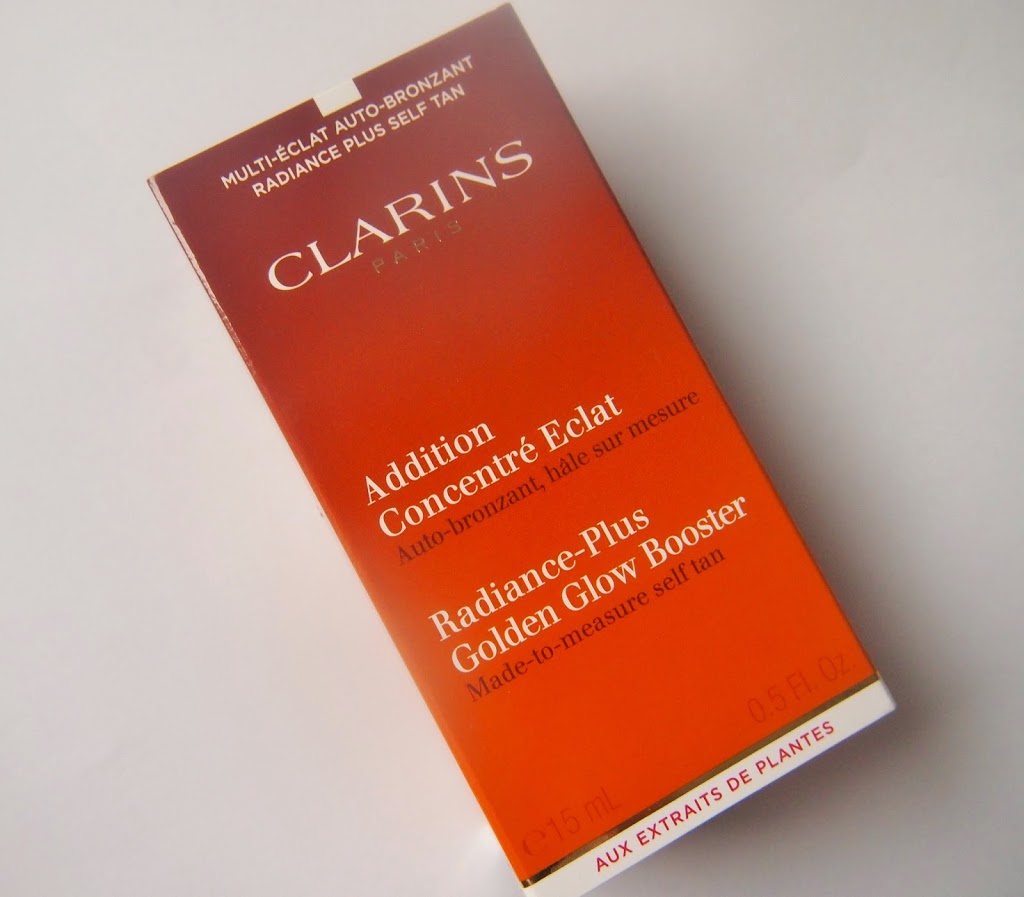 MULTI-ÉCLAT AUTO-BRONZANT
RADIANCE PLUS SELF TAN
CLARINS
PARIS
Addition
Concentré Eclat
Auto-bronzant, hâle sur mesure
Radiance-Plus
Golden Glow Booster
Made-to-measure self tan
℮15 mL 0.5 Fl. Oz.
AUX EXTRAITS DE PLANTES